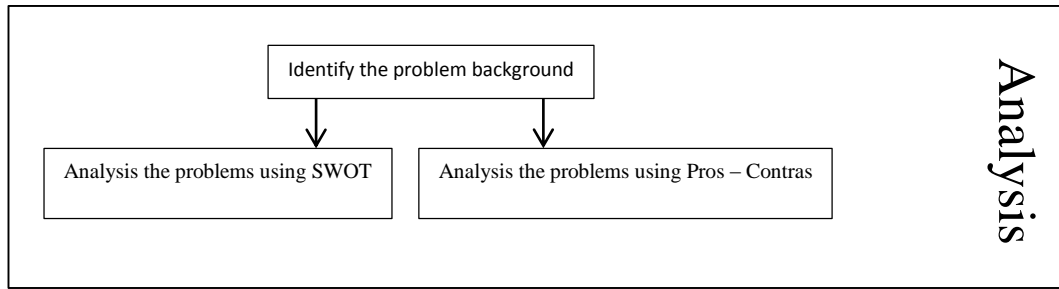 Identify the problem background
Analysis the problems using SWOT
Analysis the problems using Pros – Contras
Analysis